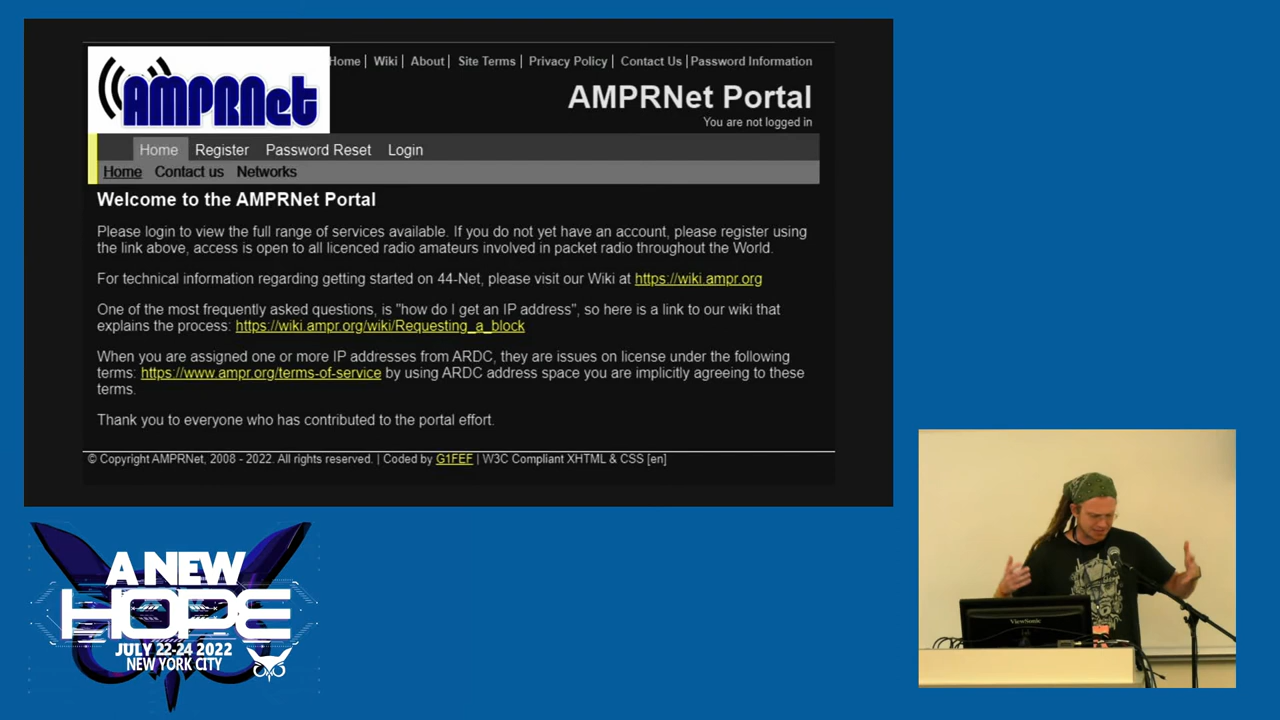 AMPRNet
Home | Wiki | About | Site Terms | Privacy Policy | Contact Us | Password Information
AMPRNet Portal
You are not logged in
Home Register Password Reset Login
Home Contact us Networks
Welcome to the AMPRNet Portal
Please login to view the full range of services available. If you do not yet have an account, please register using
the link above, access is open to all licenced radio amateurs involved in packet radio throughout the World.
For technical information regarding getting started on 44-Net, please visit our Wiki at https://wiki.ampr.org
One of the most frequently asked questions, is "how do I get an IP address", so here is a link to our wiki that
explains the process: https://wiki.ampr.org/wiki/Requesting_a_block
When you are assigned one or more IP addresses from ARDC, they are issues on license under the following
terms: https://www.ampr.org/terms-of-service by using ARDC address space you are implicitly agreeing to these
terms.
Thank you to everyone who has contributed to the portal effort.
© Copyright AMPRNet, 2008 - 2022. All rights reserved. | Coded by G1FEF | W3C Compliant XHTML & CSS [en]
A NEW
HOPE
JULY 22-24 2022
NEW YORK CITY
ViewSonic